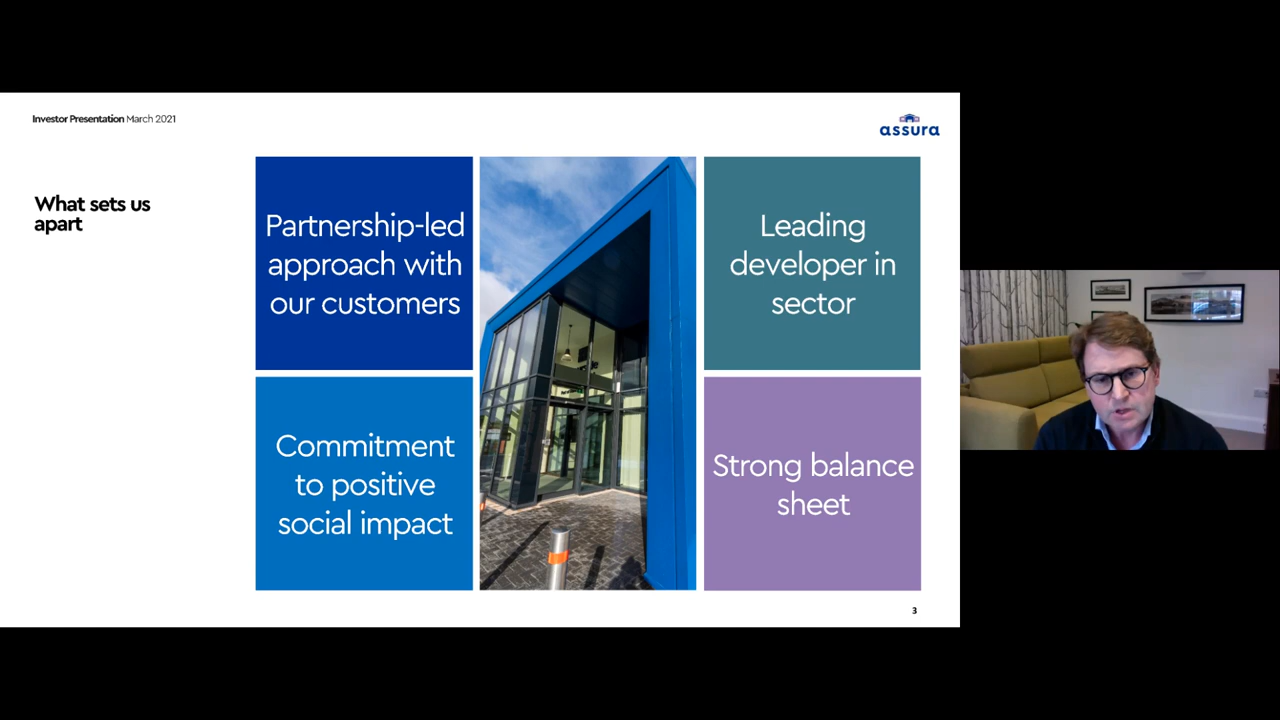 Investor Presentation March 2021
assura
What sets us
apart
Partnership-led
approach with
our customers
Leading
developer in
sector
Commitment
to positive
social impact
Strong balance
sheet
3